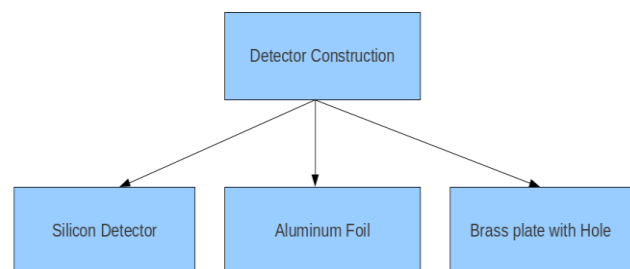 Detector Construction
Silicon Detector
Aluminum Foil
Brass plate with Hole